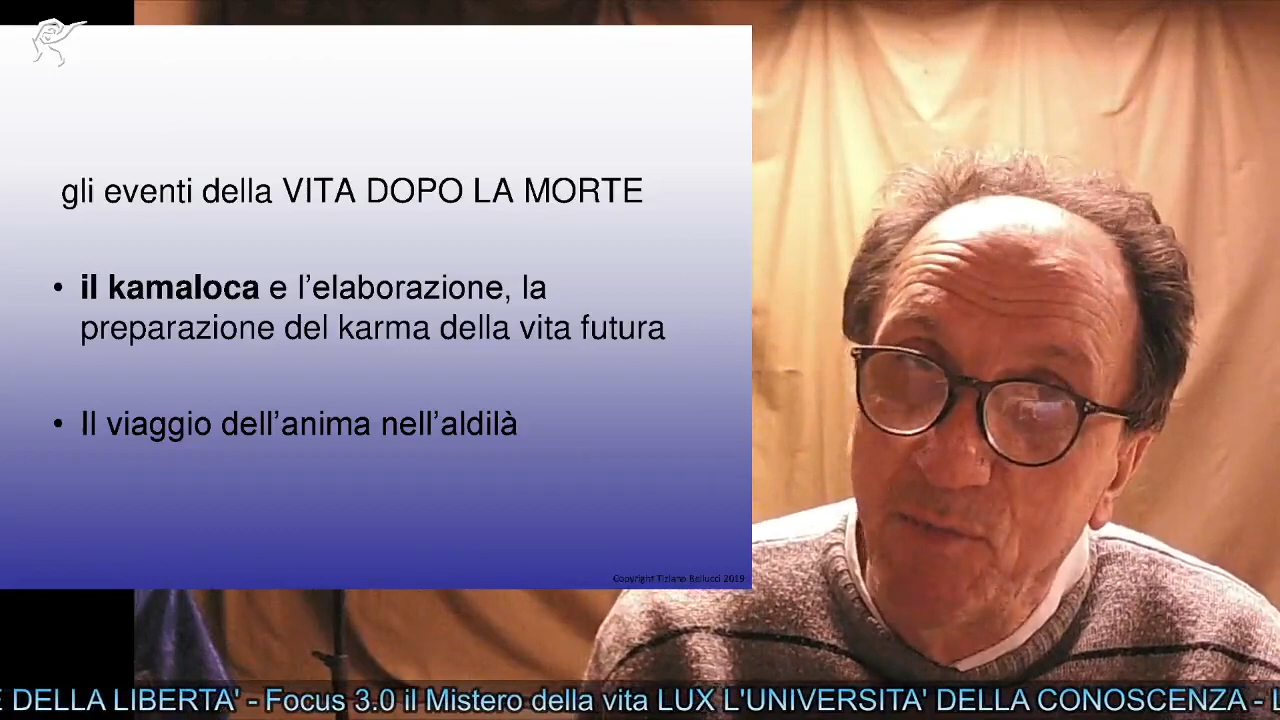 gli eventi della VITA DOPO LA MORTE
• il kamaloca e l'elaborazione, la
preparazione del karma della vita futura
• Il viaggio dell'anima nell'aldilà
Copyright Tiziano Bellucci 2019
E DELLA LIBERTA' - Focus 3.0 il Mistero della vita LUX L'UNIVERSITA' DELLA CONOSCENZA - L